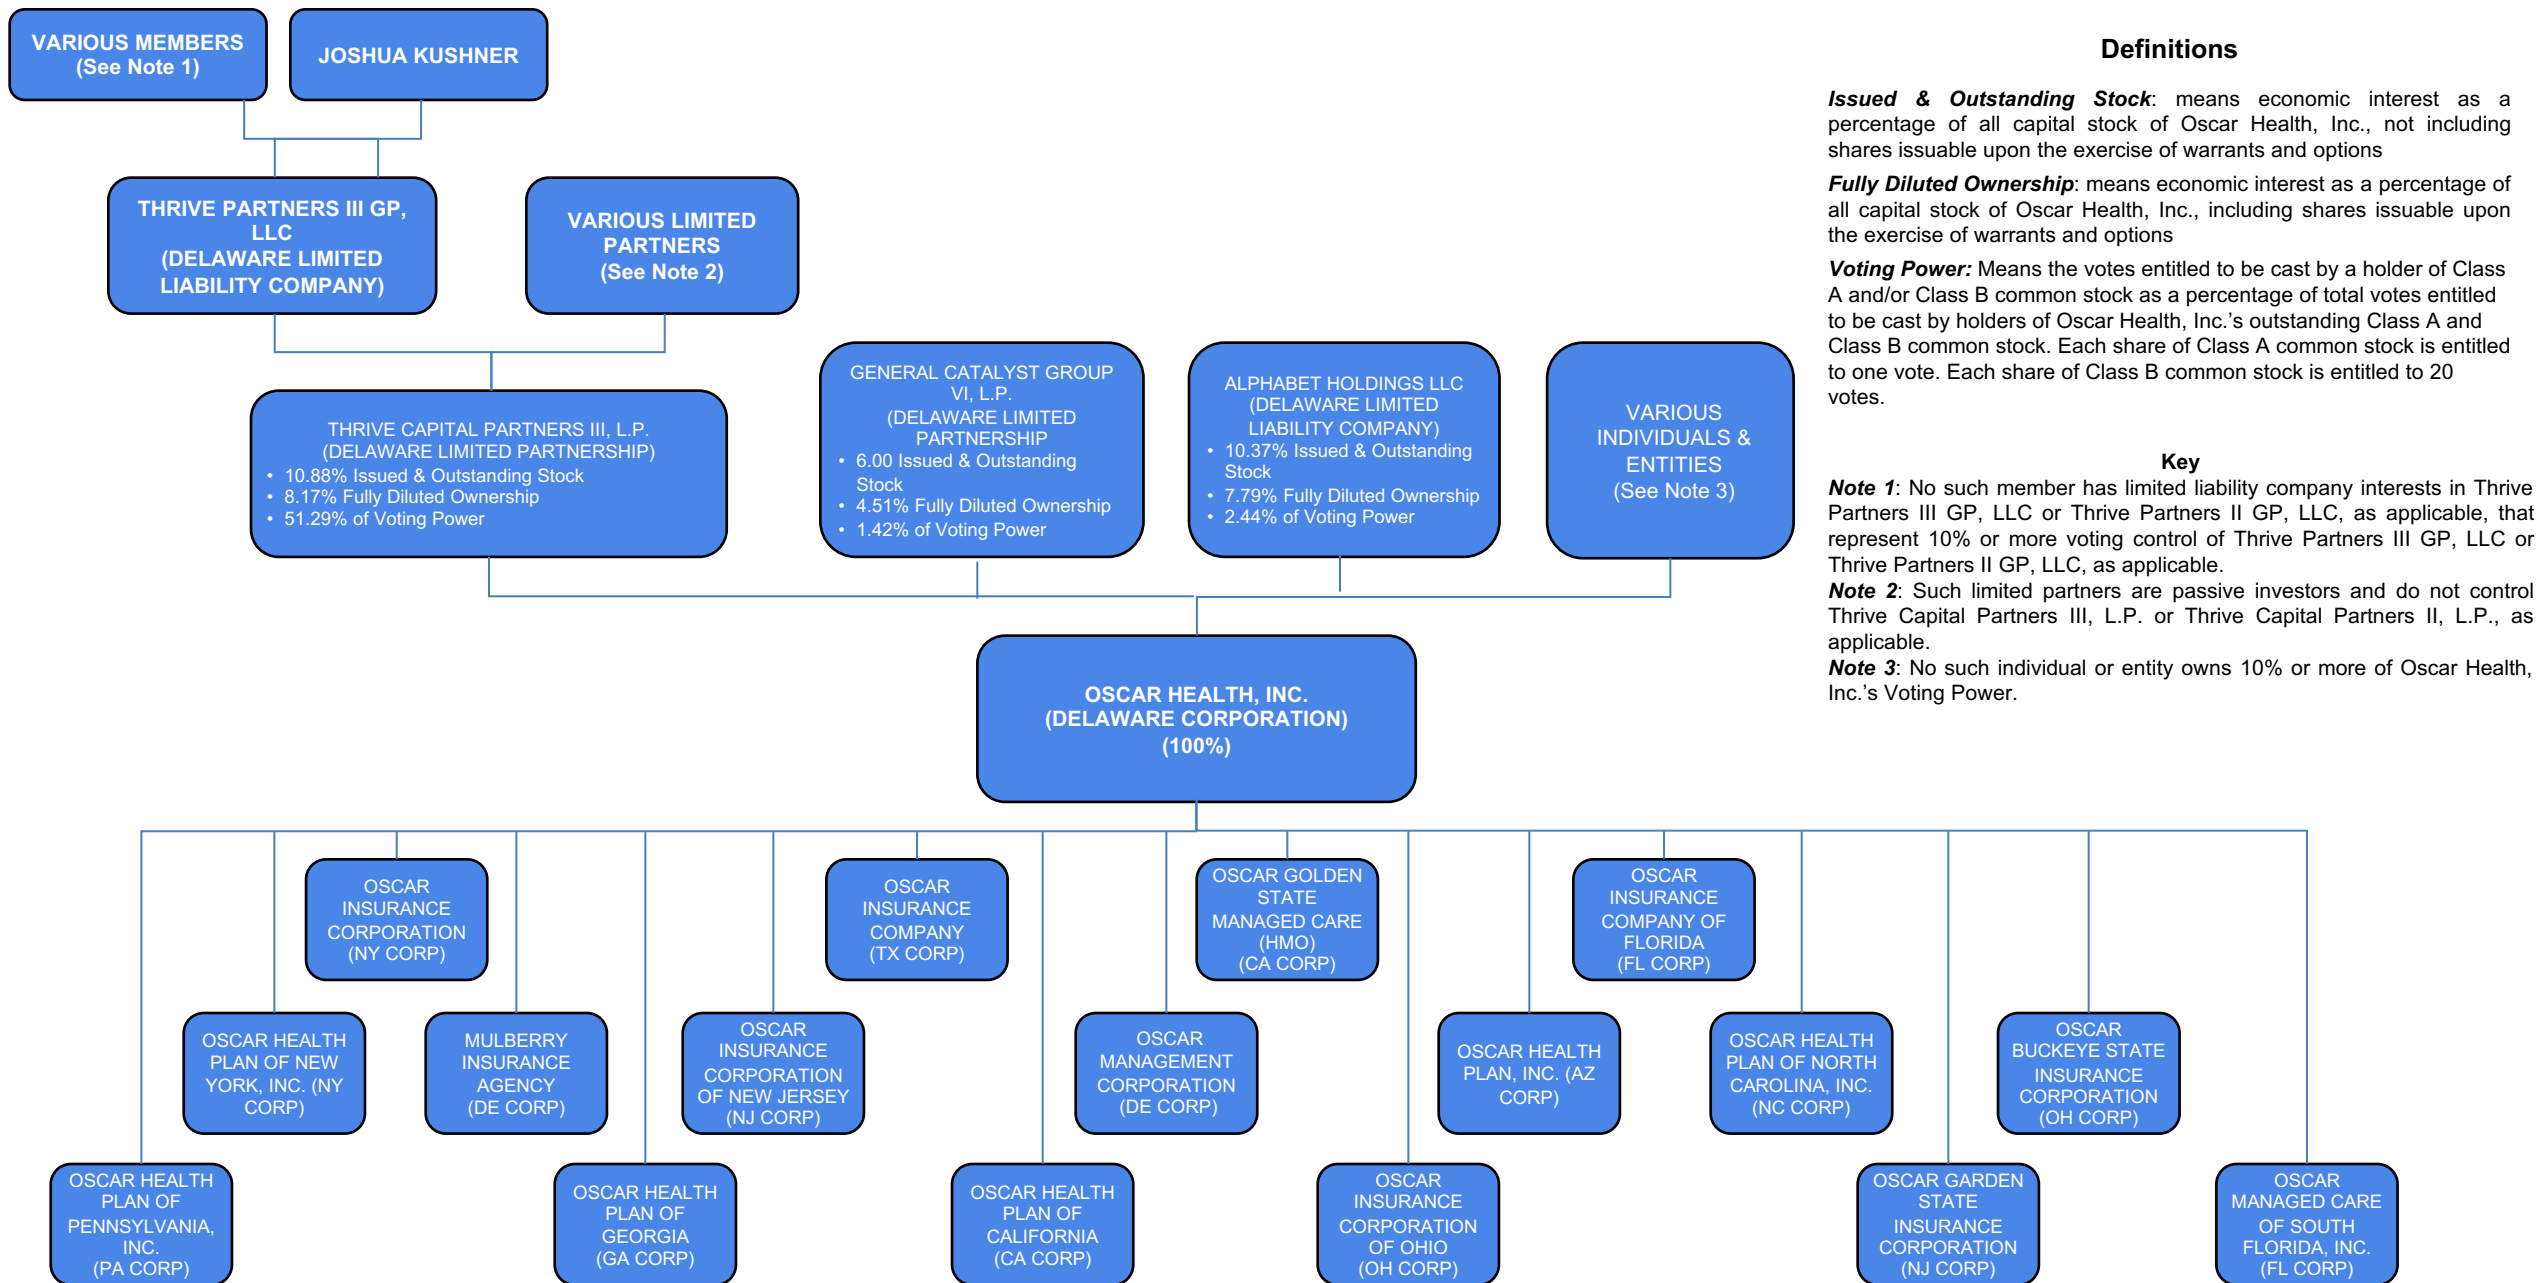 VARIOUS MEMBERS
(See Note 1)
JOSHUA KUSHNER
THRIVE PARTNERS III GP,
LLC
(DELAWARE LIMITED
LIABILITY COMPANY)
VARIOUS LIMITED
PARTNERS
(See Note 2)
THRIVE CAPITAL PARTNERS III, L.P.
(DELAWARE LIMITED PARTNERSHIP)
• 10.88% Issued & Outstanding Stock
• 8.17% Fully Diluted Ownership
• 51.29% of Voting Power
GENERAL CATALYST GROUP
VI, L.P.
(DELAWARE LIMITED
PARTNERSHIP
• 6.00 Issued & Outstanding
Stock
• 4.51% Fully Diluted Ownership
• 1.42% of Voting Power
ALPHABET HOLDINGS LLC
(DELAWARE LIMITED
LIABILITY COMPANY)
• 10.37% Issued & Outstanding
Stock
• 7.79% Fully Diluted Ownership
• 2.44% of Voting Power
VARIOUS
INDIVIDUALS &
ENTITIES
(See Note 3)
Definitions
Issued & Outstanding Stock: means economic interest as a
percentage of all capital stock of Oscar Health, Inc., not including
shares issuable upon the exercise of warrants and options
Fully Diluted Ownership: means economic interest as a percentage of
all capital stock of Oscar Health, Inc., including shares issuable upon
the exercise of warrants and options
Voting Power: Means the votes entitled to be cast by a holder of Class
A and/or Class B common stock as a percentage of total votes entitled
to be cast by holders of Oscar Health, Inc.’s outstanding Class A and
Class B common stock. Each share of Class A common stock is entitled
to one vote. Each share of Class B common stock is entitled to 20
votes.
Key
Note 1: No such member has limited liability company interests in Thrive
Partners III GP, LLC or Thrive Partners II GP, LLC, as applicable, that
represent 10% or more voting control of Thrive Partners III GP, LLC or
Thrive Partners II GP, LLC, as applicable.
Note 2: Such limited partners are passive investors and do not control
Thrive Capital Partners III, L.P. or Thrive Capital Partners II, L.P., as
applicable.
Note 3: No such individual or entity owns 10% or more of Oscar Health,
Inc.’s Voting Power.
OSCAR HEALTH, INC.
(DELAWARE CORPORATION)
(100%)
OSCAR
INSURANCE
CORPORATION
(NY CORP)
OSCAR
INSURANCE
COMPANY
(TX CORP)
OSCAR GOLDEN
STATE
MANAGED CARE
(HMO)
(CA CORP)
OSCAR
INSURANCE
COMPANY OF
FLORIDA
(FL CORP)
OSCAR HEALTH
PLAN OF NEW
YORK, INC. (NY
CORP)
MULBERRY
INSURANCE
AGENCY
(DE CORP)
OSCAR
INSURANCE
CORPORATION
OF NEW JERSEY
(NJ CORP)
OSCAR
MANAGEMENT
CORPORATION
(DE CORP)
OSCAR HEALTH
PLAN, INC. (AZ
CORP)
OSCAR HEALTH
PLAN OF NORTH
CAROLINA, INC.
(NC CORP)
OSCAR
BUCKEYE STATE
INSURANCE
CORPORATION
(OH CORP)
OSCAR HEALTH
PLAN OF
PENNSYLVANIA,
INC.
(PA CORP)
OSCAR HEALTH
PLAN OF
GEORGIA
(GA CORP)
OSCAR HEALTH
PLAN OF
CALIFORNIA
(CA CORP)
OSCAR
INSURANCE
CORPORATION
OF OHIO
(OH CORP)
OSCAR GARDEN
STATE
INSURANCE
CORPORATION
(NJ CORP)
OSCAR
MANAGED CARE
OF SOUTH
FLORIDA, INC.
(FL CORP)